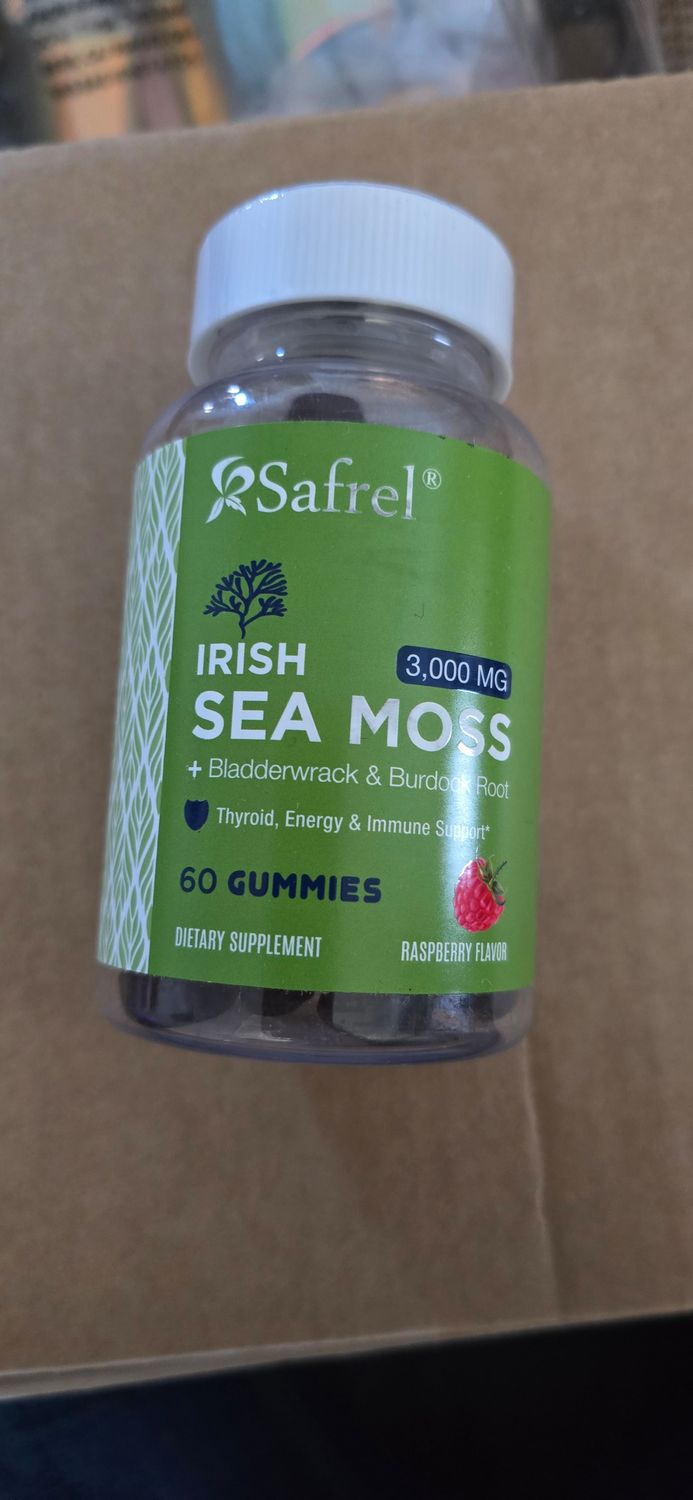 Safrel®
IRISH
3,000 MG
SEA MOSS
+ Bladderwrack & Burdock Root
Thyroid, Energy & Immune Support*
60 GUMMIES
DIETARY SUPPLEMENT
RASPBERRY FLAVOR